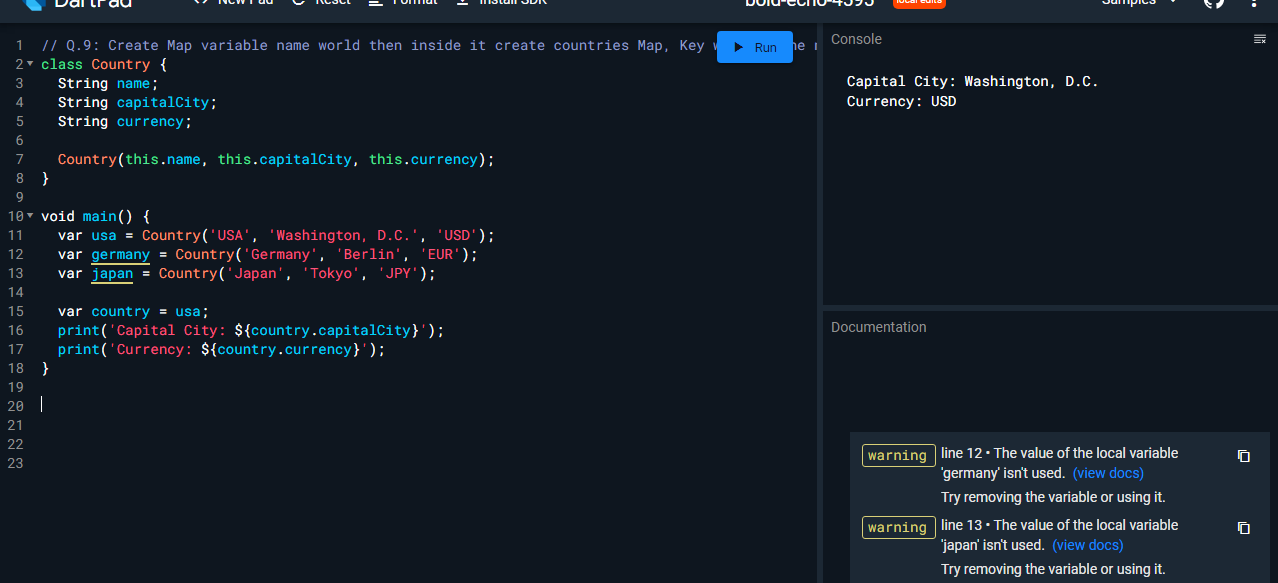 DartPad
<> New Pad
Reset
Format
Install SDK
bold-echo-4595
local edits
Samples
1 // Q.9: Create Map variable name world then inside it create countries Map, Key
Run
2 class Country {
3 String name;
4 String capitalCity;
5 String currency;
6
7 Country(this.name, this.capitalCity, this.currency);
8 }
9
10 void main() {
11 var usa = Country('USA', 'Washington, D.C.', 'USD');
12 var germany = Country('Germany', 'Berlin', 'EUR');
13 var japan = Country('Japan', 'Tokyo', 'JPY');
14
15 var country = usa;
16 print('Capital City: ${country.capitalCity}');
17 print('Currency: ${country.currency}');
18 }
19
20
21
22
23
Console
Capital City: Washington, D.C.
Currency: USD
Documentation
warning line 12 • The value of the local variable
'germany' isn't used. (view docs)
Try removing the variable or using it.
warning line 13 • The value of the local variable
'japan' isn't used. (view docs)
Try removing the variable or using it.